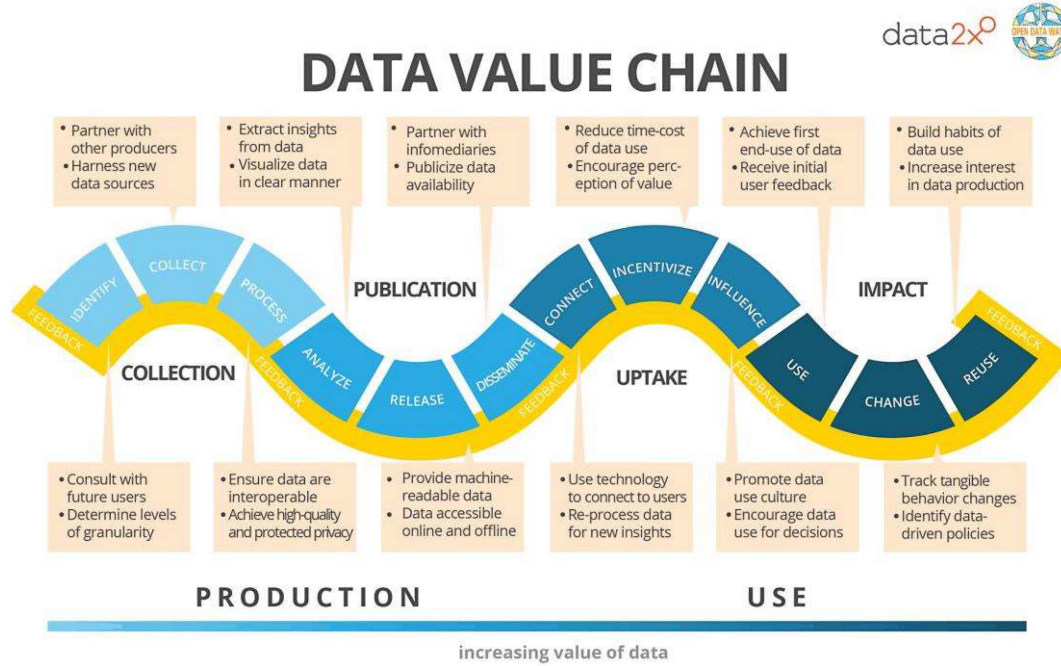 data2x
OPEN DATA WAT
DATA VALUE CHAIN
• Partner with
other producers
• Harness new
data sources
• Extract insights
from data
• Visualize data
in clear manner
• Partner with
infomediaries
• Publicize data
availability
• Reduce time-cost
of data use
• Encourage perc-
eption of value
• Achieve first
end-use of data
• Receive initial
user feedback
• Build habits of
data use
• Increase interest
in data production
IDENTIFY
COLLECT
PROCESS
ANALYZE
RELEASE
DISSEMINATE
CONNECT
INCENTIVIZE
INFLUENCE
USE
CHANGE
REUSE
FEEDBACK
FEEDBACK
FEEDBACK
FEEDBACK
FEEDBACK
COLLECTION
PUBLICATION
UPTAKE
IMPACT
• Consult with
future users
• Determine levels
of granularity
• Ensure data are
interoperable
• Achieve high-quality
and protected privacy
• Provide machine-
readable data
• Data accessible
online and offline
• Use technology
to connect to users
• Re-process data
for new insights
• Promote data
use culture
• Encourage data
use for decisions
• Track tangible
behavior changes
• Identify data-
driven policies
PRODUCTION
USE
increasing value of data